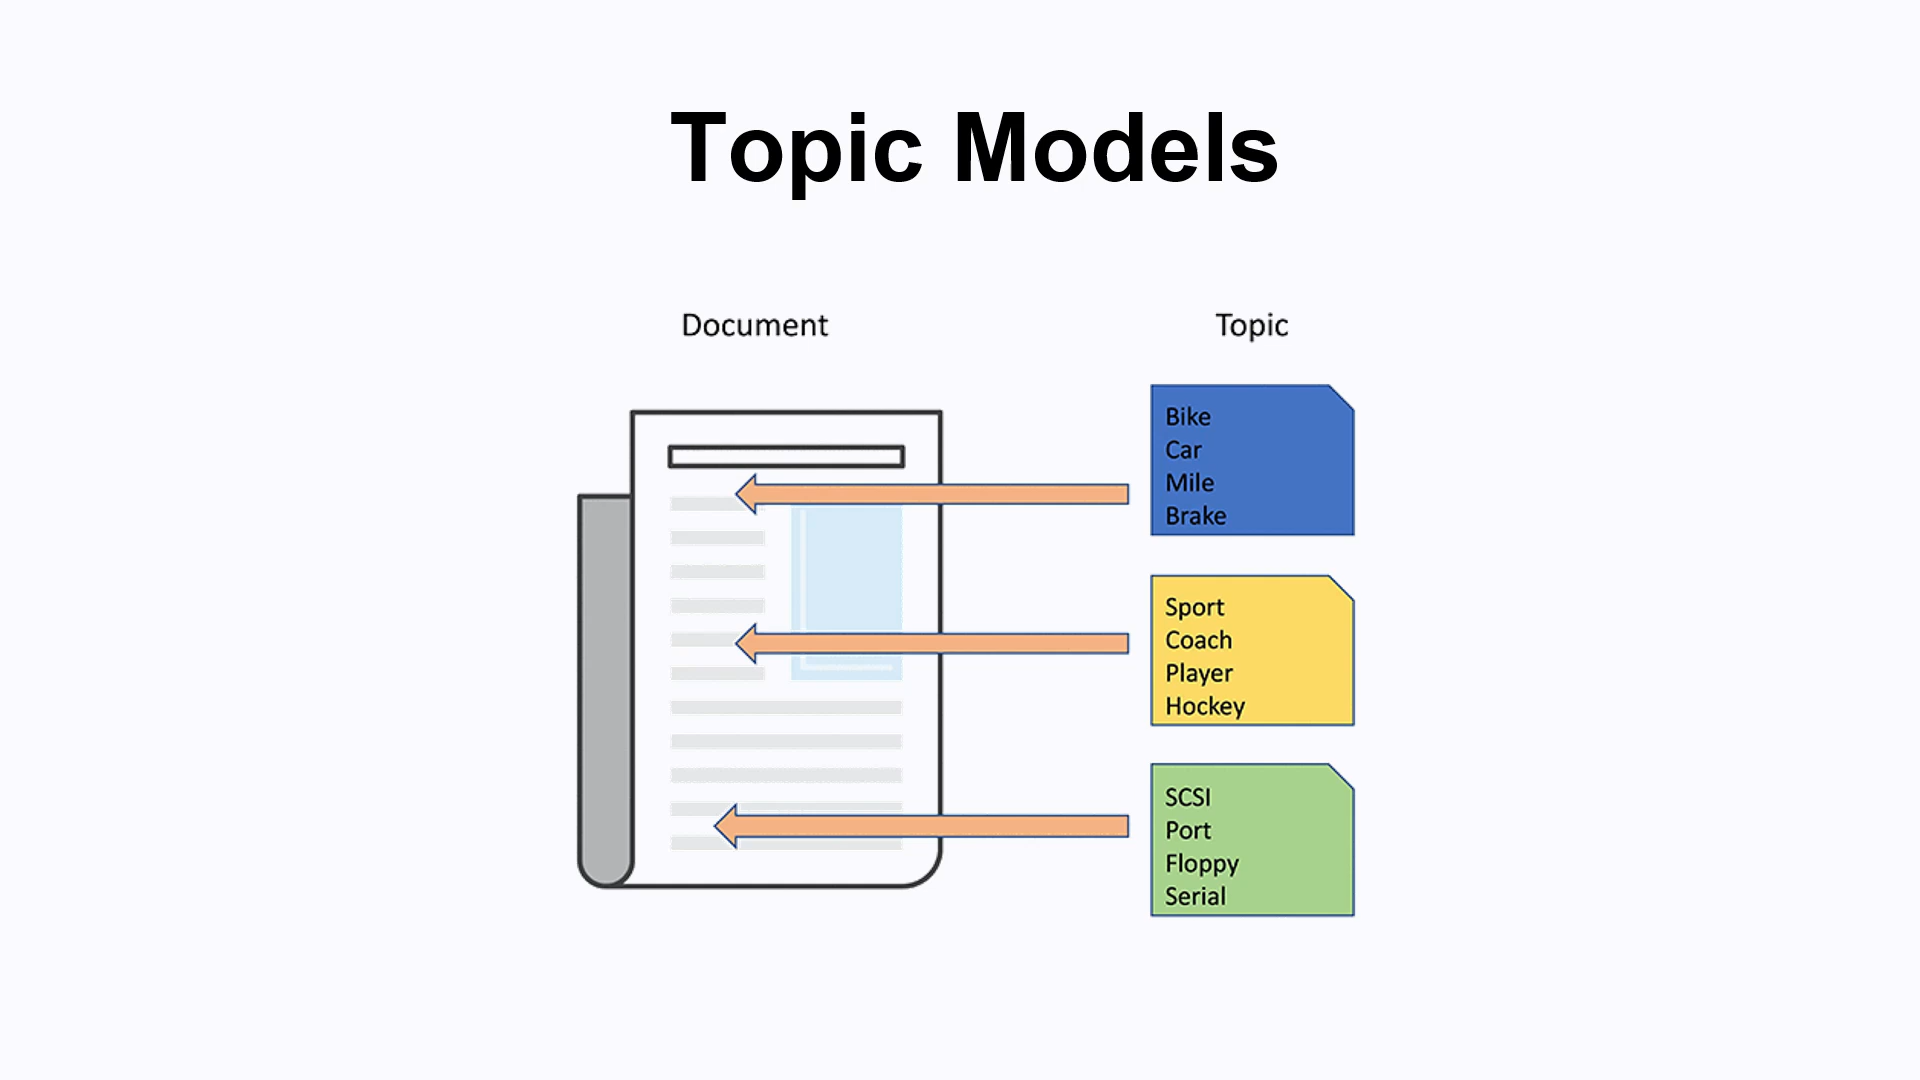 Topic Models
Document
Topic
Bike
Car
Mile
Brake
Sport
Coach
Player
Hockey
SCSI
Port
Floppy
Serial